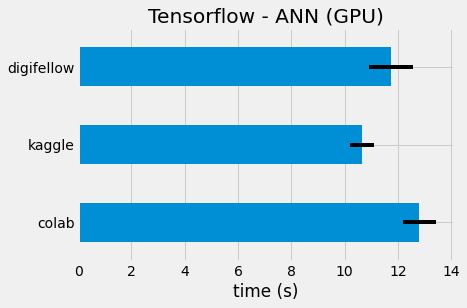 Tensorflow - ANN (GPU)
digifellow
kaggle
colab
0 2 4 6 8 10 12 14
time (s)